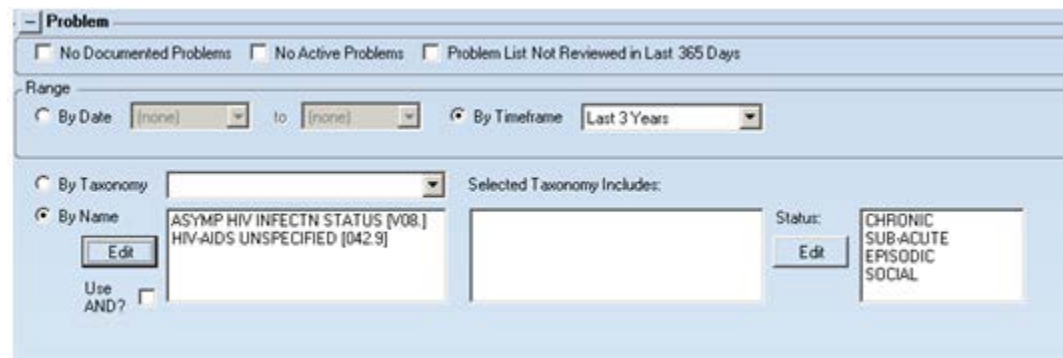 Problem
No Documented Problems No Active Problems Problem List Not Reviewed in Last 365 Days
Range
By Date (none) to (none) By Timeframe Last 3 Years
By Taxonomy Selected Taxonomy Includes:
By Name
ASYMP HIV INFECTN STATUS [V08.]
HIV-AIDS UNSPECIFIED [042.9]
Edit
Use
AND?
Status:
Edit
CHRONIC
SUB-ACUTE
EPISODIC
SOCIAL